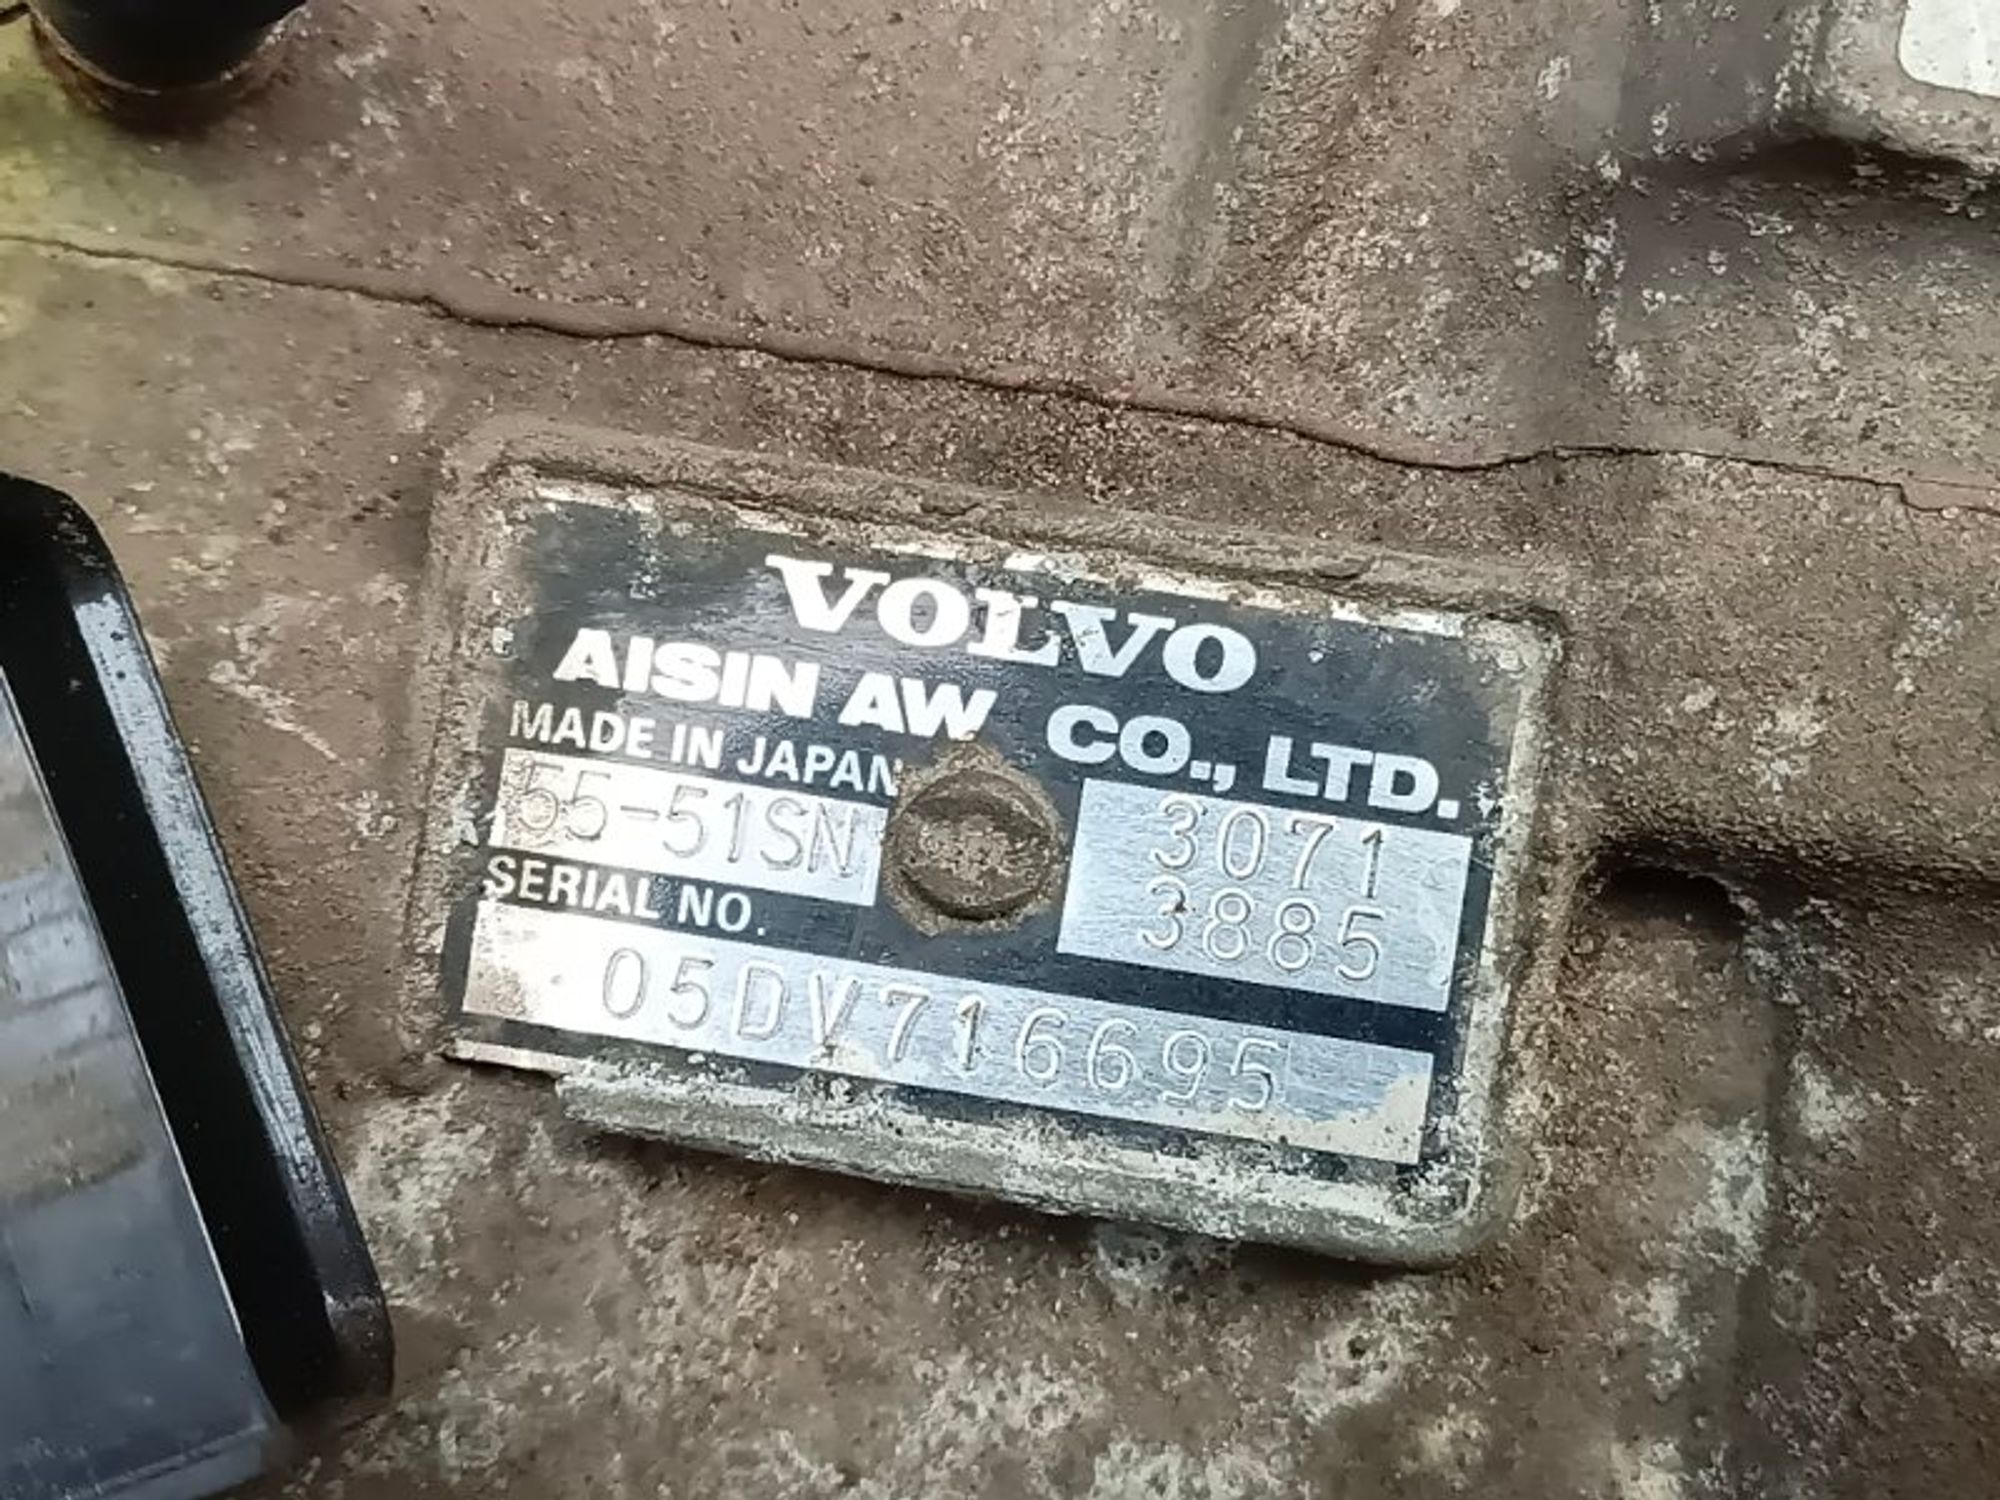 VOLVO
AISIN AW CO., LTD.
MADE IN JAPAN
55-51SN
3071
3885
SERIAL NO.
05DV716695